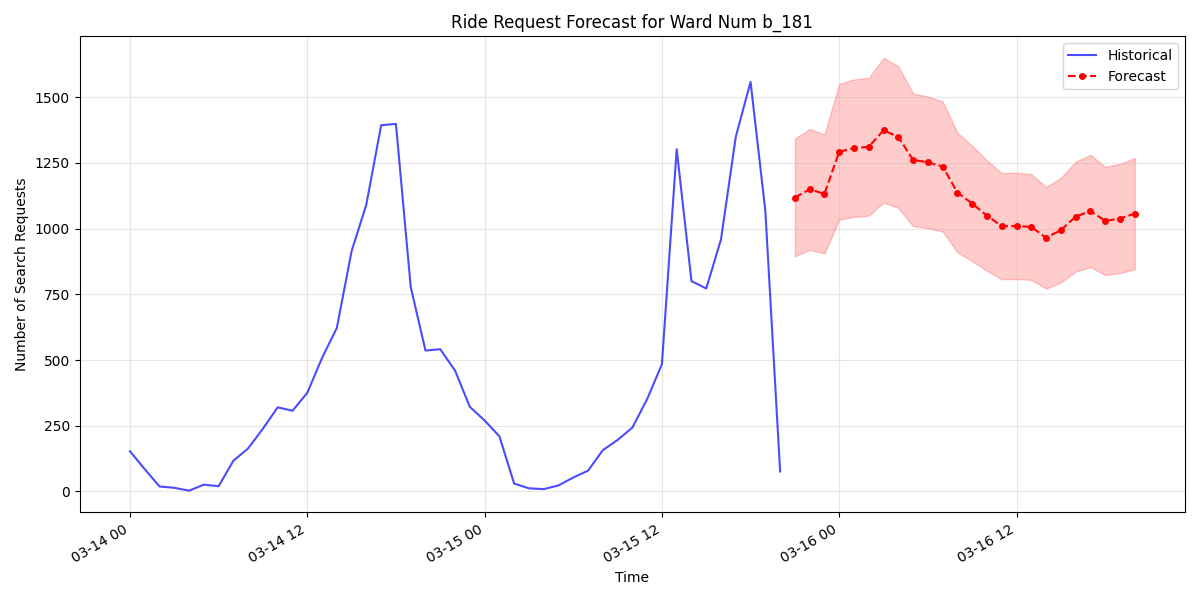 Ride Request Forecast for Ward Num b_181
Historical
Forecast
Number of Search Requests
1500
1250
1000
750
500
250
0
03-14 00
03-14 12
03-15 00
03-15 12
03-16 00
03-16 12
Time